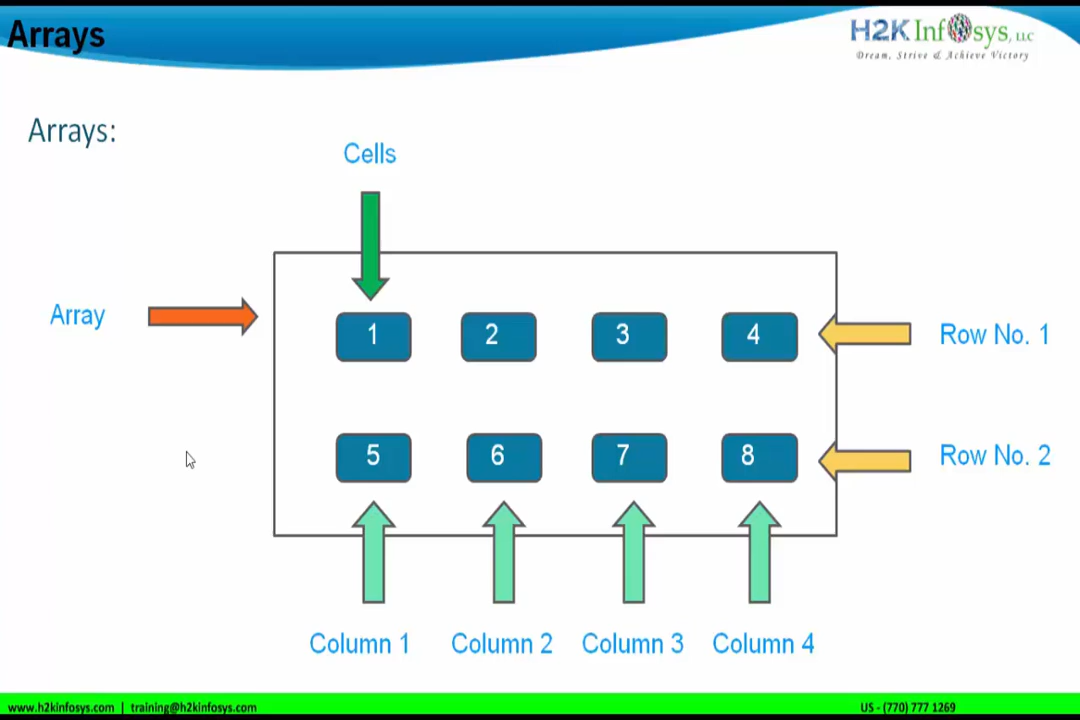 Arrays
H2K Infosys, LLC
Dream, Strive & Achieve Victory
Arrays:
Cells
Array
1 2 3 4
Row No. 1
5 6 7 8
Row No. 2
Column 1 Column 2 Column 3 Column 4
www.h2kinfosys.com | training@h2kinfosys.com
US - (770) 777 1269